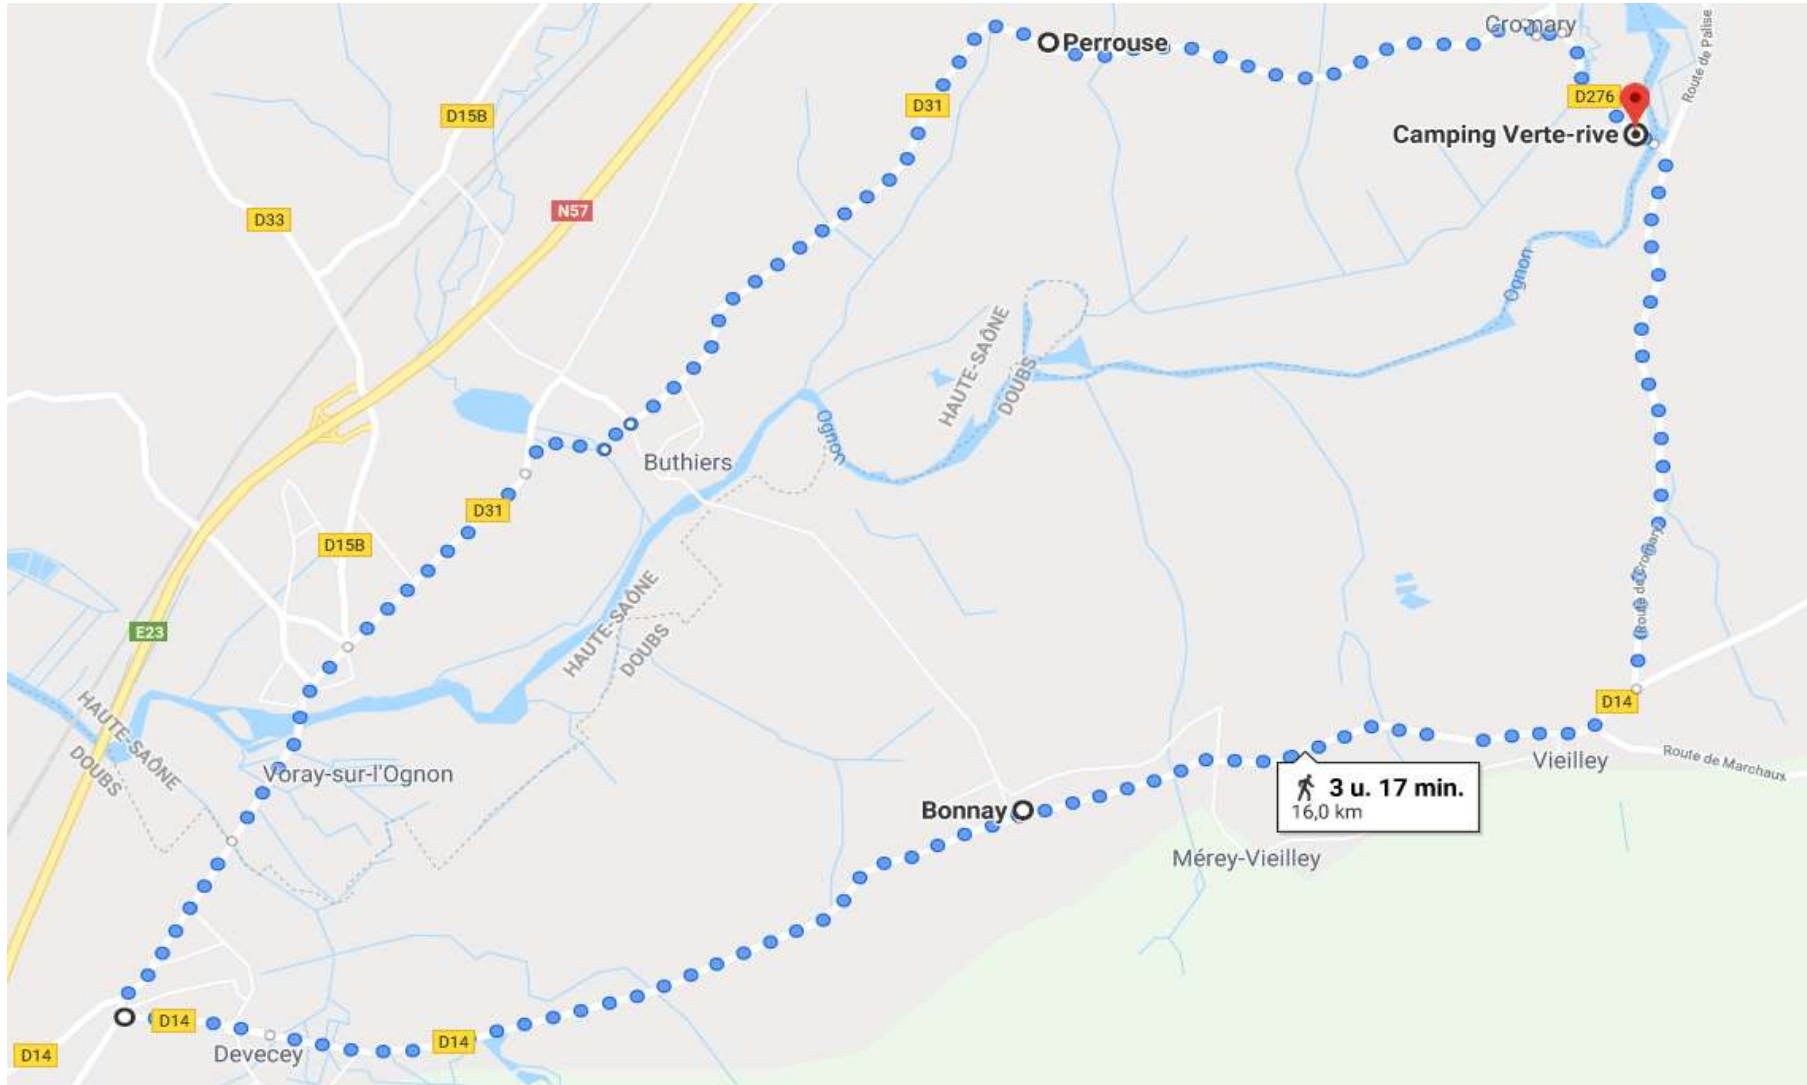 Cromary
Perrouse
Route de Palise
D276
D31
D15B
Camping Verte-rive
N57
D33
Ognon
HAUTE-SAÔNE
DOUBS
Ognon
Buthiers
D31
D15B
Route de Cromary
HAUTE-SAÔNE
DOUBS
E23
D14
HAUTE-SAÔNE
DOUBS
Vieilley
Route de Marchaux
Voray-sur-l'Ognon
3 u. 17 min.
16,0 km
Bonnay
Mérey-Vieilley
D14
D14
D14
Devecey